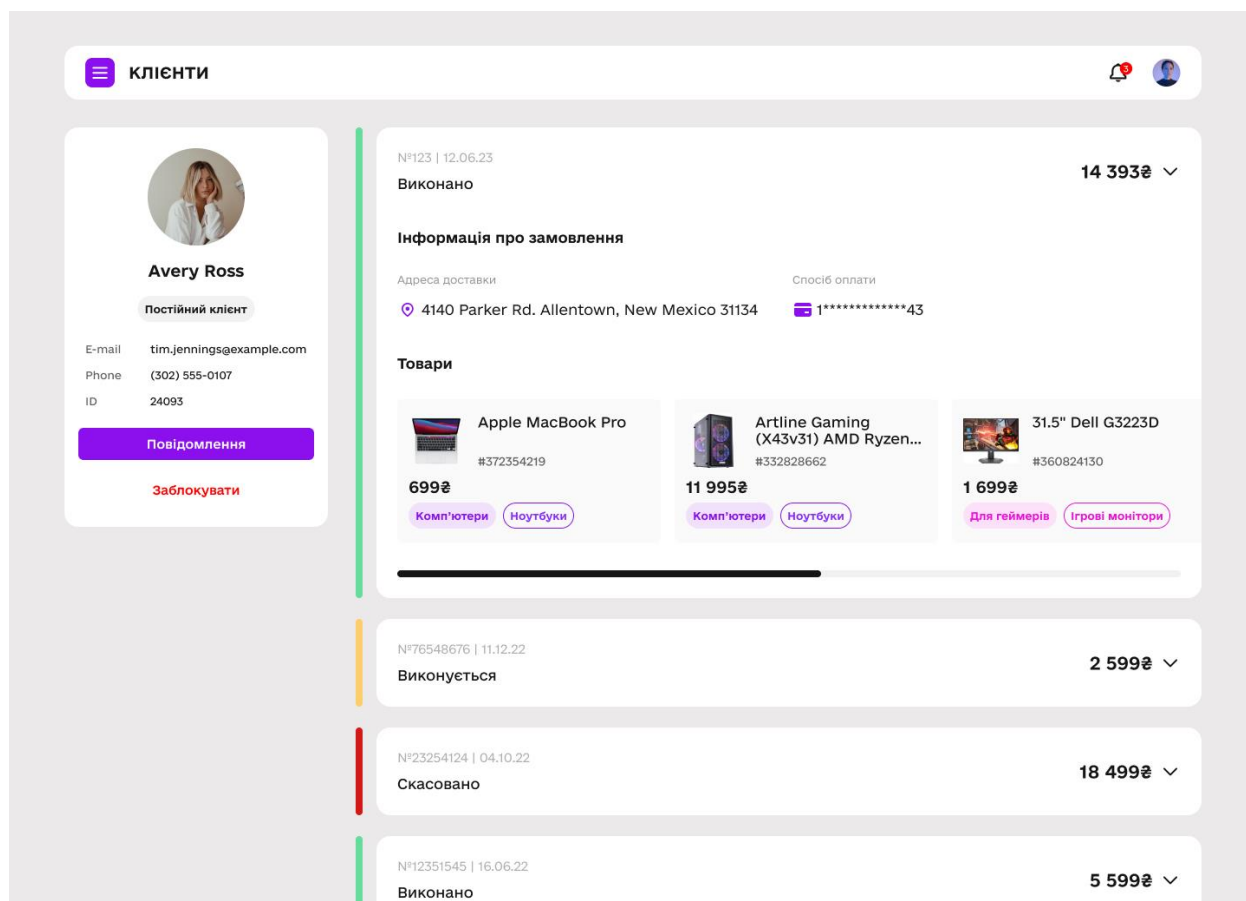 КЛІЄНТИ
3
Avery Ross
Постійний клієнт
E-mail tim.jennings@example.com
Phone (302) 555-0107
ID 24093
Повідомлення
Заблокувати
№123 | 12.06.23
Виконано
14 393₴
Інформація про замовлення
Адреса доставки
4140 Parker Rd. Allentown, New Mexico 31134
Спосіб оплати
1*************43
Товари
Apple MacBook Pro
#372354219
699₴
Комп'ютери Ноутбуки
Artline Gaming
(X43v31) AMD Ryzen...
#332828662
11 995₴
Комп'ютери Ноутбуки
31.5" Dell G3223D
#360824130
1 699₴
Для геймерів Ігрові монітори
№76548676 | 11.12.22
Виконується
2 599₴
№23254124 | 04.10.22
Скасовано
18 499₴
№12351545 | 16.06.22
Виконано
5 599₴